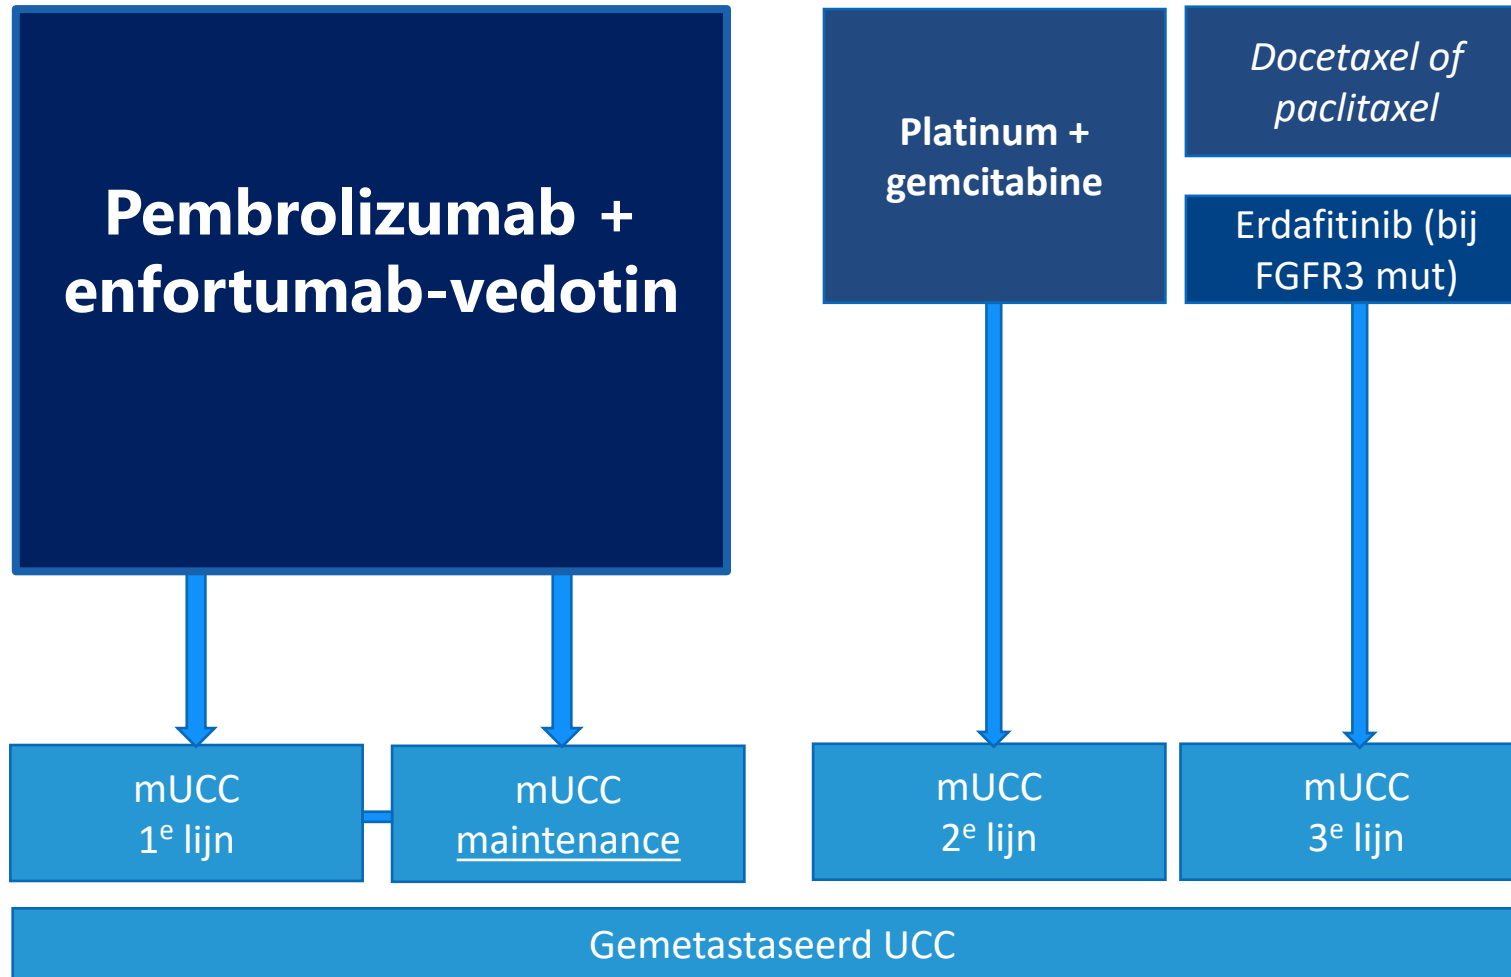 Pembrolizumab +
enfortumab-vedotin
Platinum +
gemcitabine
Docetaxel of
paclitaxel
Erdafitinib (bij
FGFR3 mut)
mUCC
1e lijn
mUCC
maintenance
mUCC
2e lijn
mUCC
3e lijn
Gemetastaseerd UCC